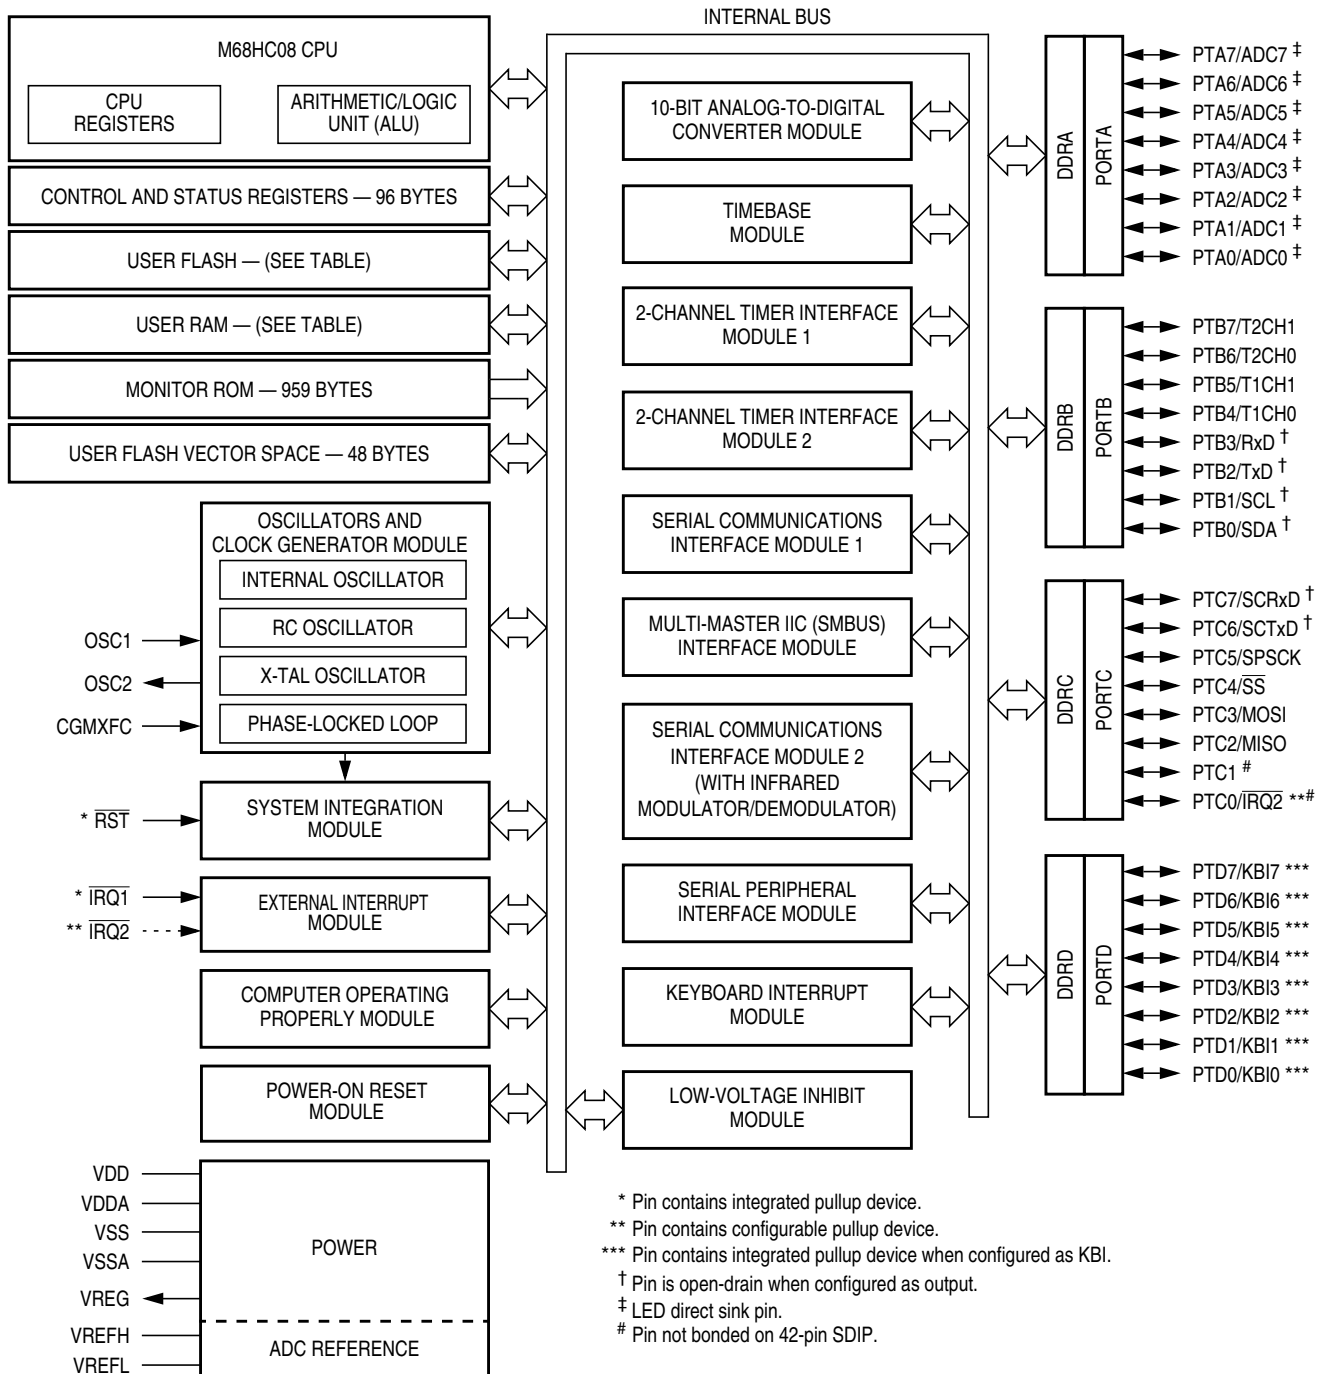 INTERNAL BUS
M68HC08 CPU
CPU
REGISTERS
ARITHMETIC/LOGIC
UNIT (ALU)
CONTROL AND STATUS REGISTERS — 96 BYTES
USER FLASH — (SEE TABLE)
USER RAM — (SEE TABLE)
MONITOR ROM — 959 BYTES
USER FLASH VECTOR SPACE — 48 BYTES
OSCILLATORS AND
CLOCK GENERATOR MODULE
INTERNAL OSCILLATOR
RC OSCILLATOR
X-TAL OSCILLATOR
PHASE-LOCKED LOOP
OSC1
OSC2
CGMXFC
SYSTEM INTEGRATION
MODULE
* R̅S̅T̅
EXTERNAL INTERRUPT
MODULE
* I̅R̅Q̅1̅
** I̅R̅Q̅2̅
COMPUTER OPERATING
PROPERLY MODULE
POWER-ON RESET
MODULE
VDD
VDDA
VSS
VSSA
VREG
VREFH
VREFL
POWER
ADC REFERENCE
10-BIT ANALOG-TO-DIGITAL
CONVERTER MODULE
TIMEBASE
MODULE
2-CHANNEL TIMER INTERFACE
MODULE 1
2-CHANNEL TIMER INTERFACE
MODULE 2
SERIAL COMMUNICATIONS
INTERFACE MODULE 1
MULTI-MASTER IIC (SMBUS)
INTERFACE MODULE
SERIAL COMMUNICATIONS
INTERFACE MODULE 2
(WITH INFRARED
MODULATOR/DEMODULATOR)
SERIAL PERIPHERAL
INTERFACE MODULE
KEYBOARD INTERRUPT
MODULE
LOW-VOLTAGE INHIBIT
MODULE
DDRA
PORTA
PTA7/ADC7 ‡
PTA6/ADC6 ‡
PTA5/ADC5 ‡
PTA4/ADC4 ‡
PTA3/ADC3 ‡
PTA2/ADC2 ‡
PTA1/ADC1 ‡
PTA0/ADC0 ‡
DDRB
PORTB
PTB7/T2CH1
PTB6/T2CH0
PTB5/T1CH1
PTB4/T1CH0
PTB3/RxD †
PTB2/TxD †
PTB1/SCL †
PTB0/SDA †
DDRC
PORTC
PTC7/SCRxD †
PTC6/SCTxD †
PTC5/SPSCK
PTC4/S̅S̅
PTC3/MOSI
PTC2/MISO
PTC1 #
PTC0/I̅R̅Q̅2̅ **#
DDRD
PORTD
PTD7/KBI7 ***
PTD6/KBI6 ***
PTD5/KBI5 ***
PTD4/KBI4 ***
PTD3/KBI3 ***
PTD2/KBI2 ***
PTD1/KBI1 ***
PTD0/KBI0 ***
* Pin contains integrated pullup device.
** Pin contains configurable pullup device.
*** Pin contains integrated pullup device when configured as KBI.
† Pin is open-drain when configured as output.
‡ LED direct sink pin.
# Pin not bonded on 42-pin SDIP.